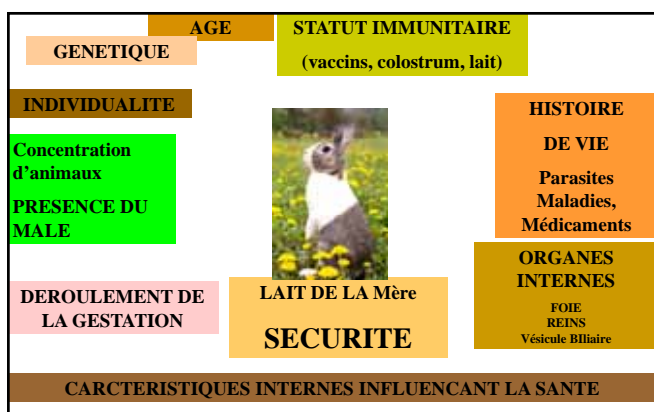 AGE
GENETIQUE
STATUT IMMUNITAIRE
(vaccins, colostrum, lait)
INDIVIDUALITE
Concentration
d'animaux
PRESENCE DU
MALE
HISTOIRE
DE VIE
Parasites
Maladies,
Médicaments
ORGANES
INTERNES
FOIE
REINS
Vésicule BIliaire
DEROULEMENT DE
LA GESTATION
LAIT DE LA Mère
SECURITE
CARCTERISTIQUES INTERNES INFLUENCANT LA SANTE